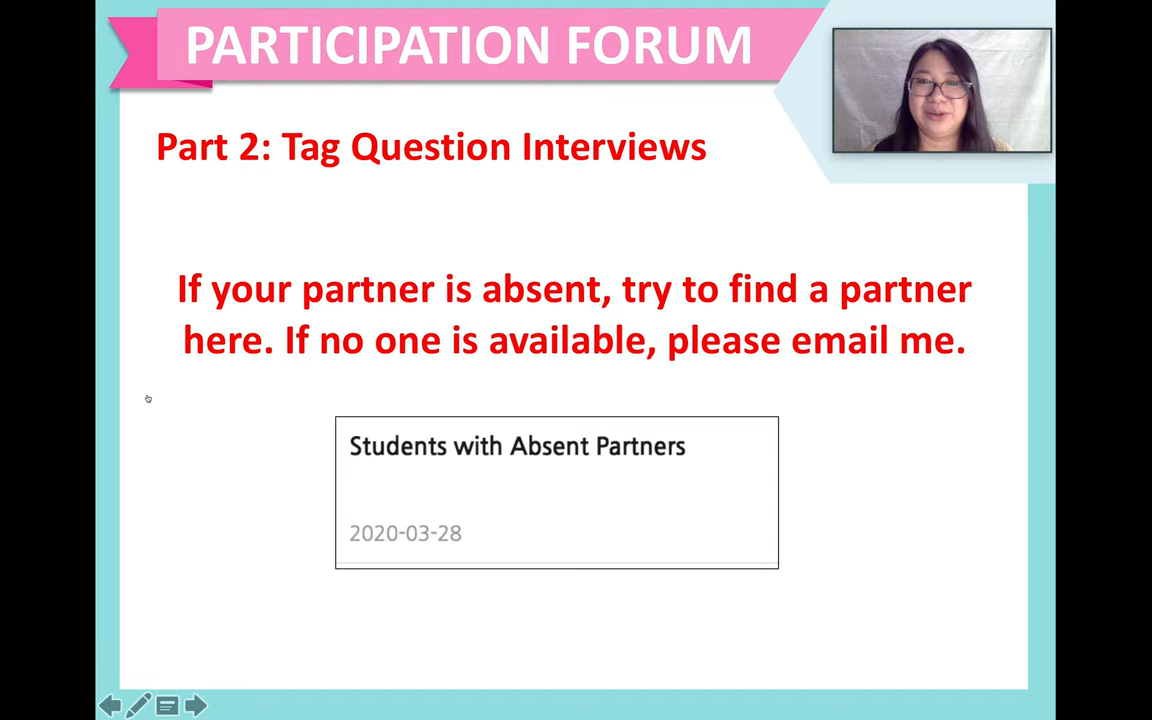 PARTICIPATION FORUM
Part 2: Tag Question Interviews
If your partner is absent, try to find a partner
here. If no one is available, please email me.
Students with Absent Partners
2020-03-28